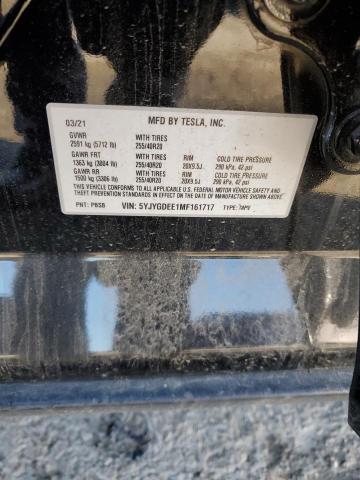 03/21 MFD BY TESLA, INC.
GVWR WITH TIRES
2591 kg (5712 lb) 255/40R20
GAWR FRT WITH TIRES RIM COLD TIRE PRESSURE
1363 kg (3004 lb) 255/40R20 20X9.5J 290 kPa, 42 psi
GAWR RR WITH TIRES RIM COLD TIRE PRESSURE
1500 kg (3306 lb) 255/40R20 20X9.5J 290 kPa, 42 psi
THIS VEHICLE CONFORMS TO ALL APPLICABLE U.S. FEDERAL MOTOR VEHICLE SAFETY AND
THEFT PREVENTION STANDARDS IN EFFECT ON THE DATE OF MANUFACTURE SHOWN ABOVE.
PNT: PBSB VIN: 5YJYGDEE1MF161717 TYPE: MPV